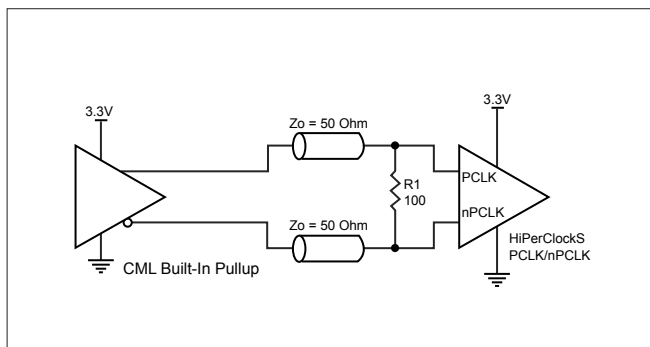 3.3V
3.3V
Zo = 50 Ohm
R1
100
PCLK
nPCLK
Zo = 50 Ohm
CML Built-In Pullup
HiPerClockS
PCLK/nPCLK